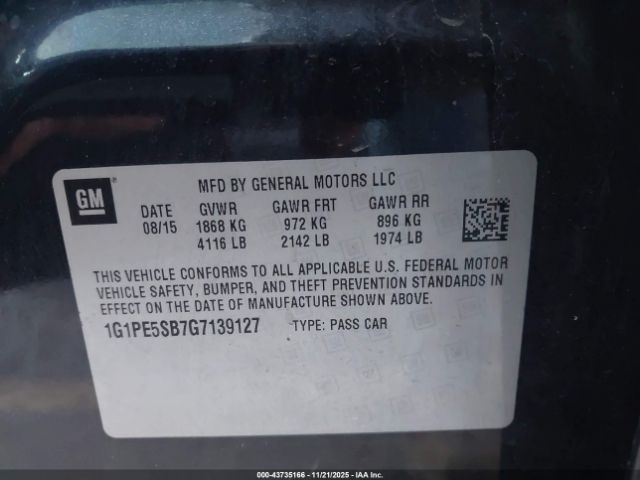 GM
MFD BY GENERAL MOTORS LLC
DATE GVWR GAWR FRT GAWR RR
08/15 1868 KG 972 KG 896 KG
4116 LB 2142 LB 1974 LB
THIS VEHICLE CONFORMS TO ALL APPLICABLE U.S. FEDERAL MOTOR
VEHICLE SAFETY, BUMPER, AND THEFT PREVENTION STANDARDS IN
EFFECT ON THE DATE OF MANUFACTURE SHOWN ABOVE.
1G1PE5SB7G7139127 TYPE: PASS CAR
000-43735166 - 11/21/2025 - IAA Inc.